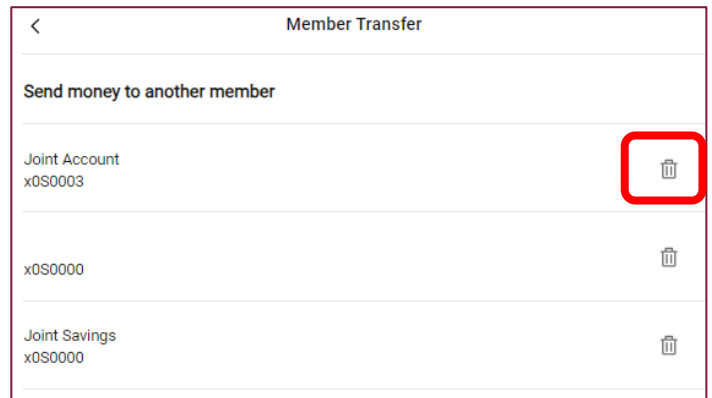 Member Transfer
Send money to another member
Joint Account
x0S0003
x0S0000
Joint Savings
x0S0000